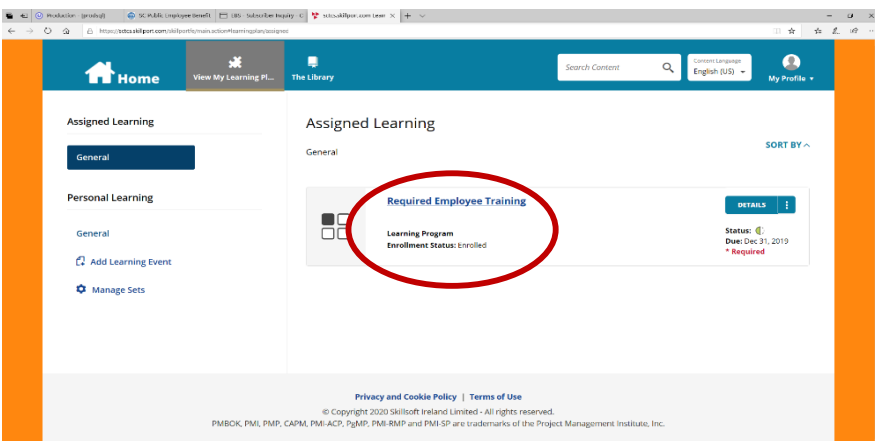 Production (prodsql)
SC Public Employee Benefit
EBS - Subscriber Inquiry - C
sctcs.skillport.com Learn
https://sctcs.skillport.com/skillportfe/main.action#learningplan/assigned
Home
View My Learning Pl...
The Library
Search Content
Content Language
English (US)
My Profile
Assigned Learning
General
Personal Learning
General
Add Learning Event
Manage Sets
Assigned Learning
SORT BY
General
Required Employee Training
Learning Program
Enrollment Status: Enrolled
DETAILS
Status:
Due: Dec 31, 2019
* Required
Privacy and Cookie Policy | Terms of Use
© Copyright 2020 Skillsoft Ireland Limited - All rights reserved.
PMBOK, PMI, PMP, CAPM, PMI-ACP, PgMP, PMI-RMP and PMI-SP are trademarks of the Project Management Institute, Inc.